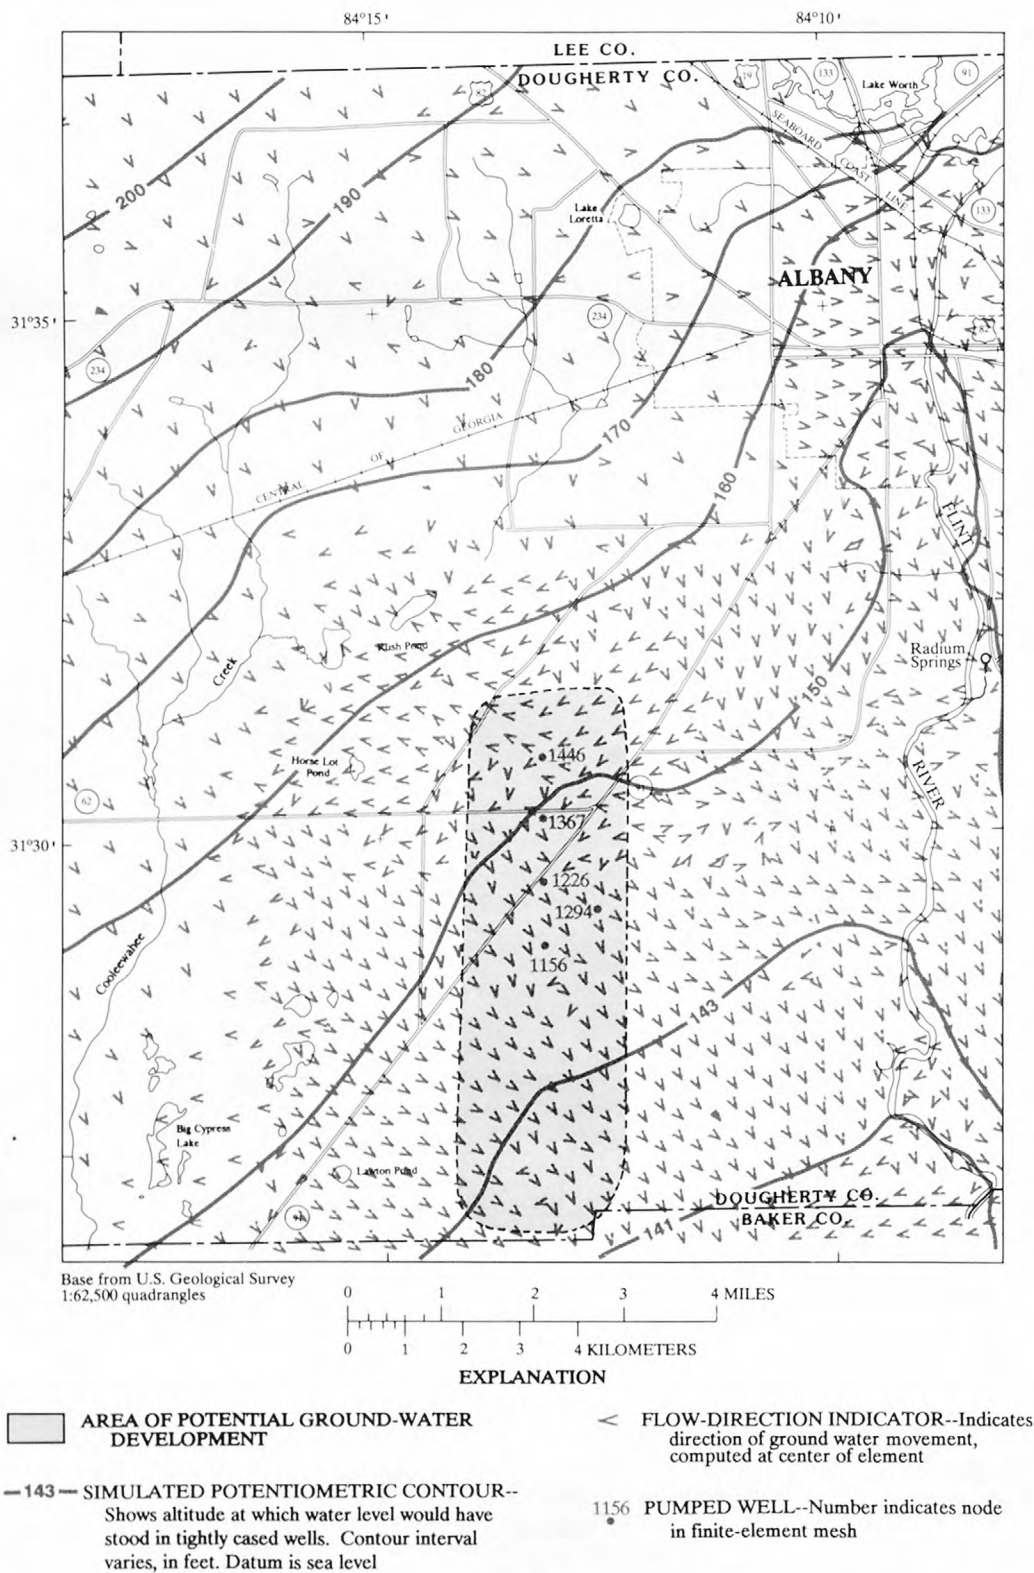 84°15'
84°10'
LEE CO.
DOUGHERTY CO.
82
19
133
91
Lake Worth
SEABOARD
COAST
LINE
200
190
Lake
Loretta
133
ALBANY
31°35'
234
82
234
180
GEORGIA
170
OF
CENTRAL
160
FLINT
Rush Pond
Creek
Radium
Springs
150
1446
Horse Lot
Pond
RIVER
62
1367
31°30'
1226
1294
Cooleewahee
1156
143
Big Cypress
Lake
Lawton Pond
DOUGHERTY CO.
BAKER CO.
141
Base from U.S. Geological Survey
1:62,500 quadrangles
0 1 2 3 4 MILES
0 1 2 3 4 KILOMETERS
EXPLANATION
AREA OF POTENTIAL GROUND-WATER
DEVELOPMENT
143 SIMULATED POTENTIOMETRIC CONTOUR--
Shows altitude at which water level would have
stood in tightly cased wells. Contour interval
varies, in feet. Datum is sea level
FLOW-DIRECTION INDICATOR--Indicates
direction of ground water movement,
computed at center of element
1156 PUMPED WELL--Number indicates node
in finite-element mesh